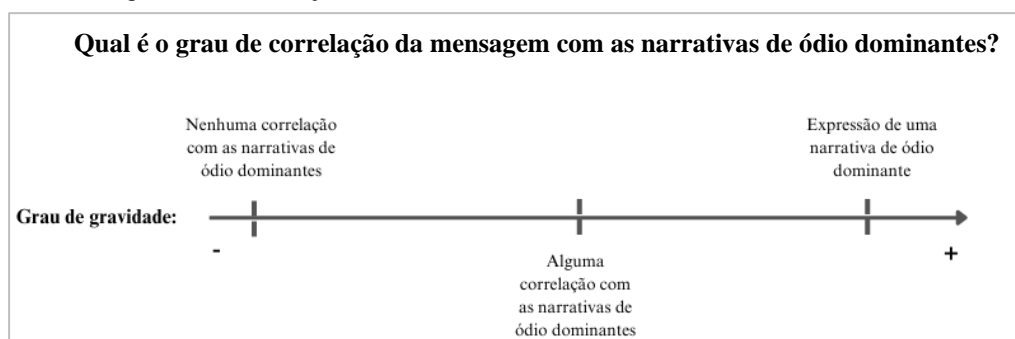 Qual é o grau de correlação da mensagem com as narrativas de ódio dominantes?
Nenhuma correlação
com as narrativas de
ódio dominantes
Expressão de uma
narrativa de ódio
dominante
Grau de gravidade:
-
+
Alguma
correlação com
as narrativas de
ódio dominantes